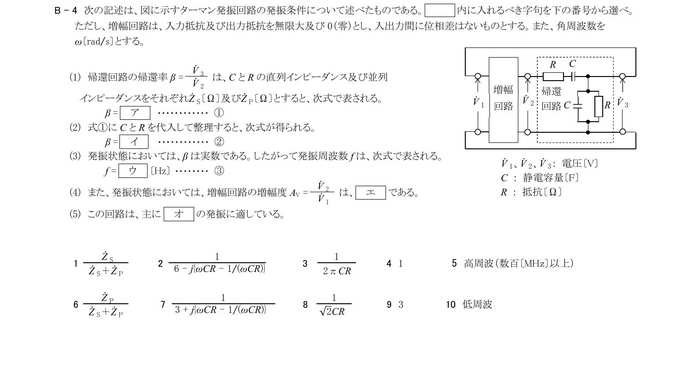 B－4 次の記述は、図に示すターマン発振回路の発振条件について述べたものである。 内に入れるべき字句を下の番号から選べ。
ただし、増幅回路は、入力抵抗及び出力抵抗を無限大及び 0(零)とし、入出力間に位相差はないものとする。また、角周波数を
ω〔rad/s〕とする。
(1) 帰還回路の帰還率 β = V̇3/V̇2 は、C と R の直列インピーダンス及び並列
インピーダンスをそれぞれŻS〔Ω〕及びŻP〔Ω〕とすると、次式で表される。
β = ア ………… ①
(2) 式①に C と R を代入して整理すると、次式が得られる。
β = イ ………… ②
(3) 発振状態においては、β は実数である。したがって発振周波数 f は、次式で表される。
f = ウ 〔Hz〕 ……… ③
(4) また、発振状態においては、増幅回路の増幅度 AV = V̇2/V̇1 は、 エ である。
(5) この回路は、主に オ の発振に適している。
R C
増幅回路
帰還回路
C R
V̇1 V̇2 V̇3
V̇1、V̇2、V̇3 : 電圧〔V〕
C : 静電容量〔F〕
R : 抵抗〔Ω〕
1 ŻS/(ŻS+ŻP) 2 1/(6－j{ωCR－1/(ωCR)}) 3 1/(2πCR) 4 1 5 高周波(数百〔MHz〕以上)
6 ŻP/(ŻS+ŻP) 7 1/(3＋j{ωCR－1/(ωCR)}) 8 1/(√2CR) 9 3 10 低周波